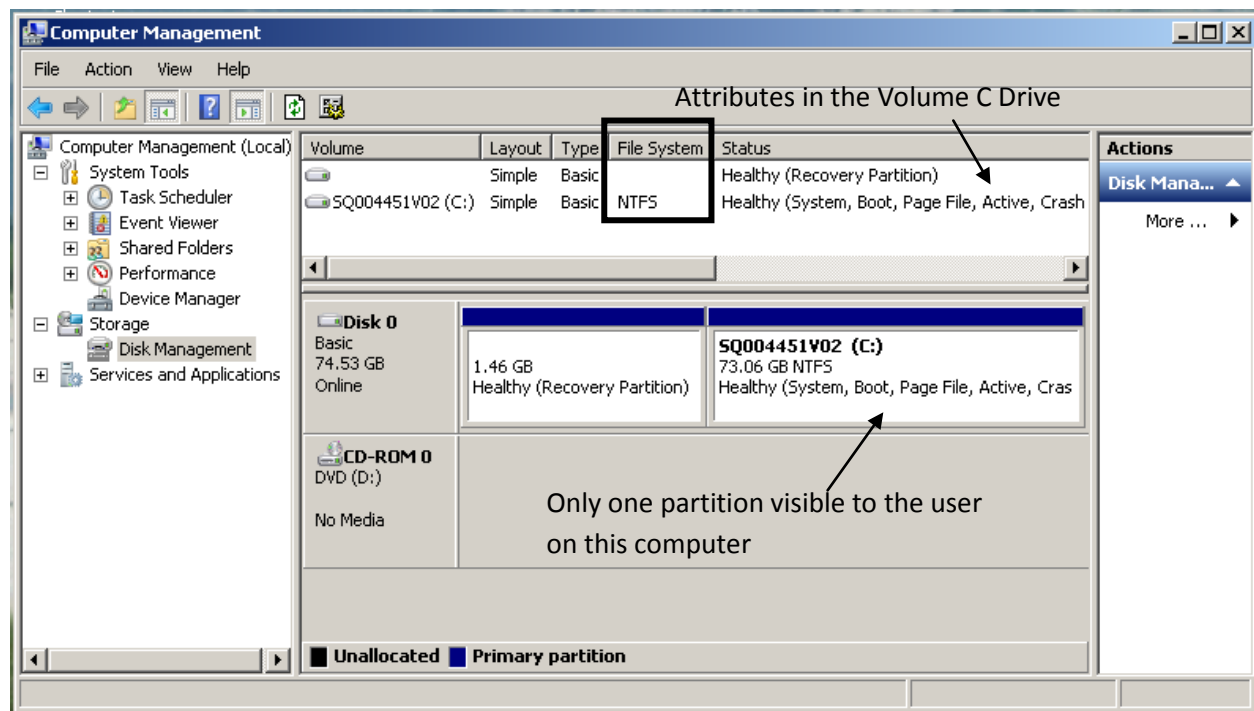 Computer Management
File Action View Help
Attributes in the Volume C Drive
Computer Management (Local)
System Tools
Task Scheduler
Event Viewer
Shared Folders
Performance
Device Manager
Storage
Disk Management
Services and Applications
Volume Layout Type File System Status
Simple Basic Healthy (Recovery Partition)
SQ004451V02 (C:) Simple Basic NTFS Healthy (System, Boot, Page File, Active, Crash
Disk 0
Basic
74.53 GB
Online
1.46 GB
Healthy (Recovery Partition)
SQ004451V02 (C:)
73.06 GB NTFS
Healthy (System, Boot, Page File, Active, Cras
CD-ROM 0
DVD (D:)
No Media
Only one partition visible to the user
on this computer
Unallocated Primary partition
Actions
Disk Mana...
More ...